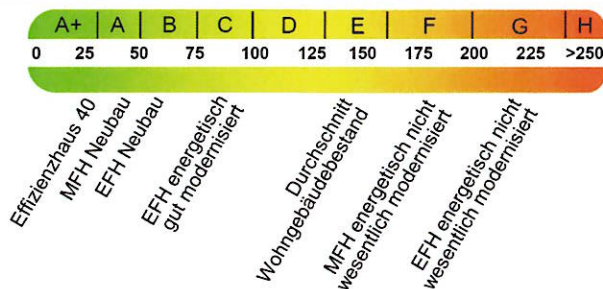 A+ A B C D E F G H
0 25 50 75 100 125 150 175 200 225 >250
Effizienzhaus 40
MFH Neubau
EFH Neubau
EFH energetisch
gut modernisiert
Durchschnitt
Wohngebäudebestand
MFH energetisch nicht
wesentlich modernisiert
EFH energetisch nicht
wesentlich modernisiert